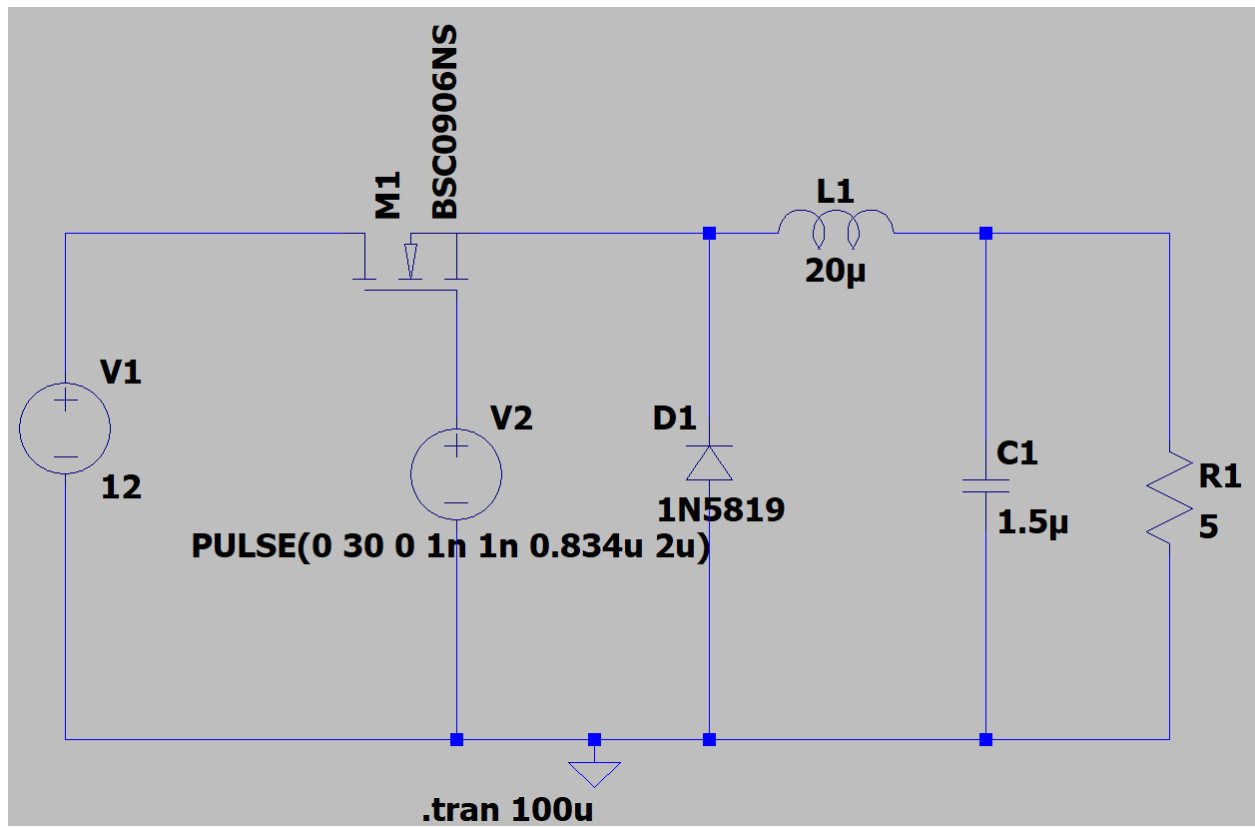 M1
BSC0906NS
L1
20µ
V1
12
V2
PULSE(0 30 0 1n 1n 0.834u 2u)
D1
1N5819
C1
1.5µ
R1
5
.tran 100u